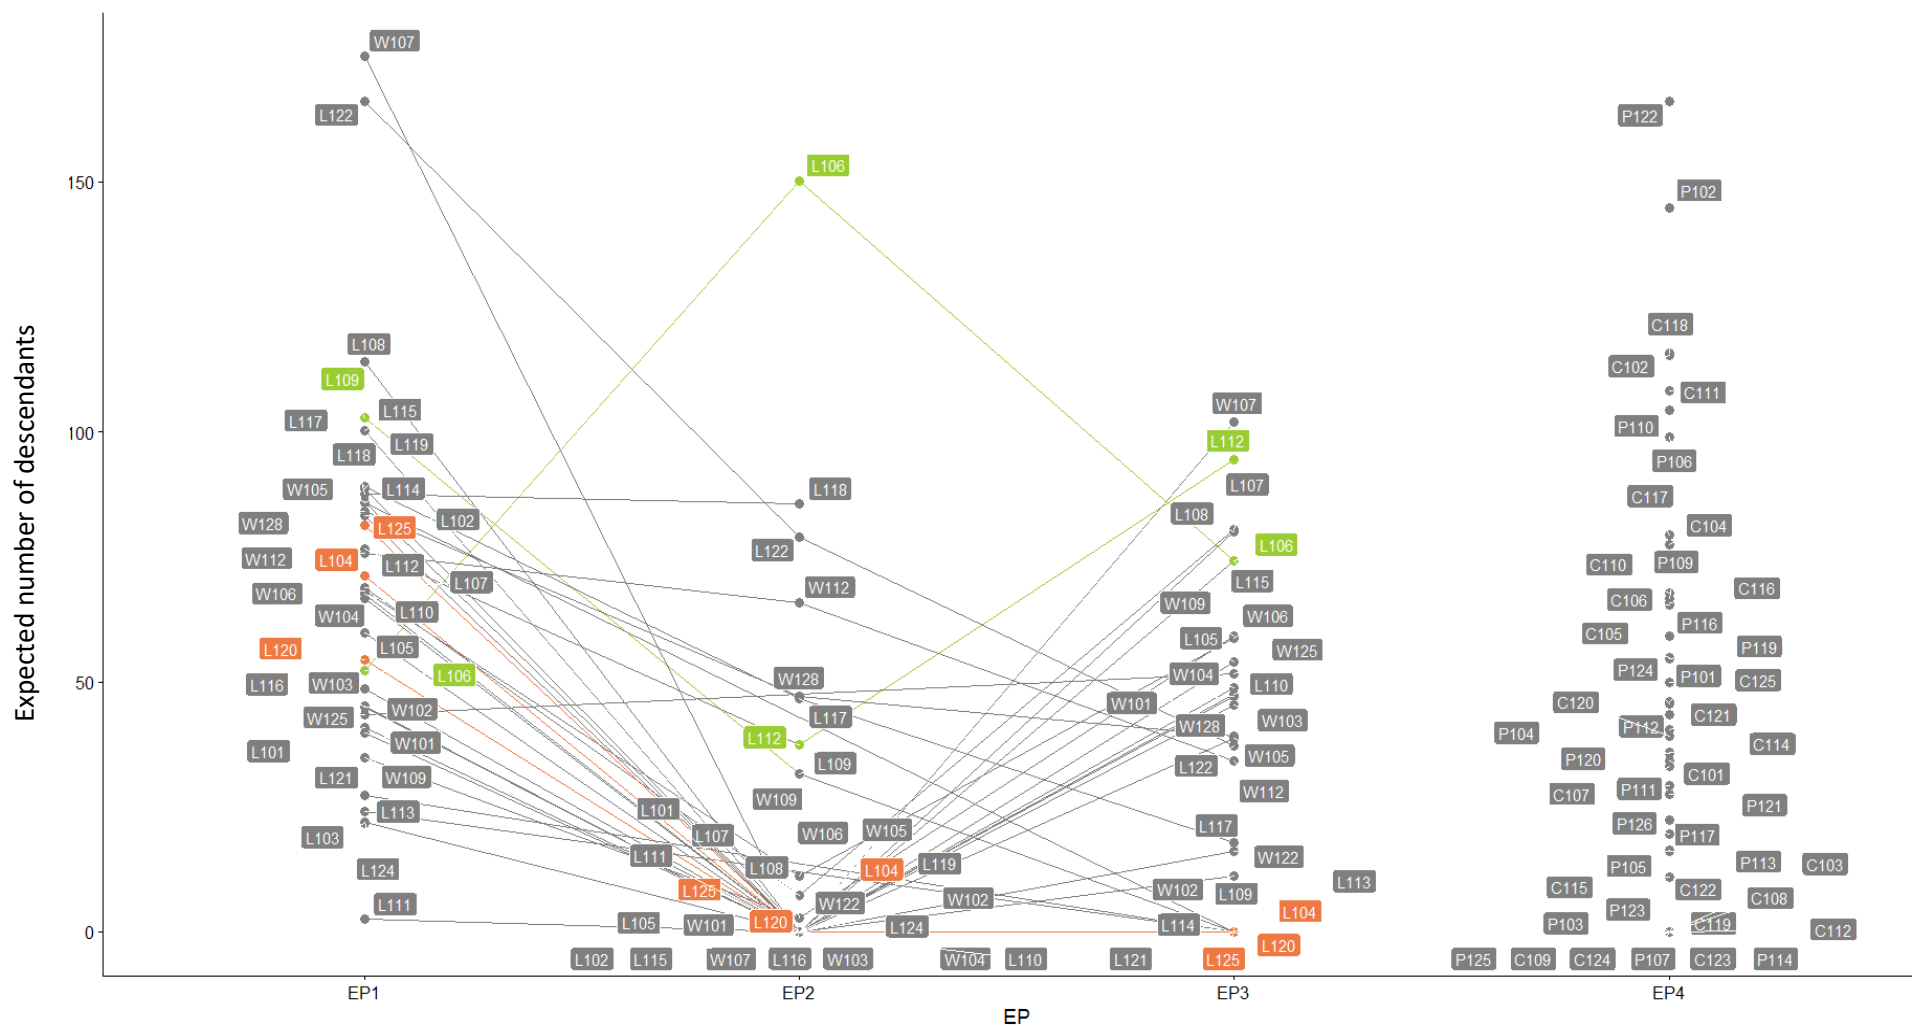 W107
L122
P122
L106
150
P102
C118
L108
C102
L109
C111
L115
W107
L117
P110
L119
L112
100
L118
P106
L107
W105
L114
L118
C117
L108
L102
W128
L125
C104
L106
L122
W112
L104
L112
P109
C110
L107
L115
W112
C116
W106
W109
C106
L110
W104
W106
P116
L105
C105
L120
L105
W125
P119
L106
W104
P124
P101
W128
C125
50
L116
W103
L110
W101
C120
W102
W125
L117
W128
W103
C121
P112
P104
L112
W101
C114
L101
W105
L109
P120
L122
L121
W109
C101
W112
P111
C107
W109
L101
P121
L113
L103
L107
W106
W105
L117
P126
P117
L111
W122
L124
L108
L104
L119
P105
P113
C103
L125
W102
L109
L113
C115
C122
L111
W122
W102
L104
P123
C108
L105
W101
L120
L124
L114
P103
C119
C112
0
L120
L102
L115
W107
L116
W103
W104
L110
L121
L125
P125
C109
C124
P107
C123
P114
Expected number of descendants
EP1
EP2
EP3
EP4
EP